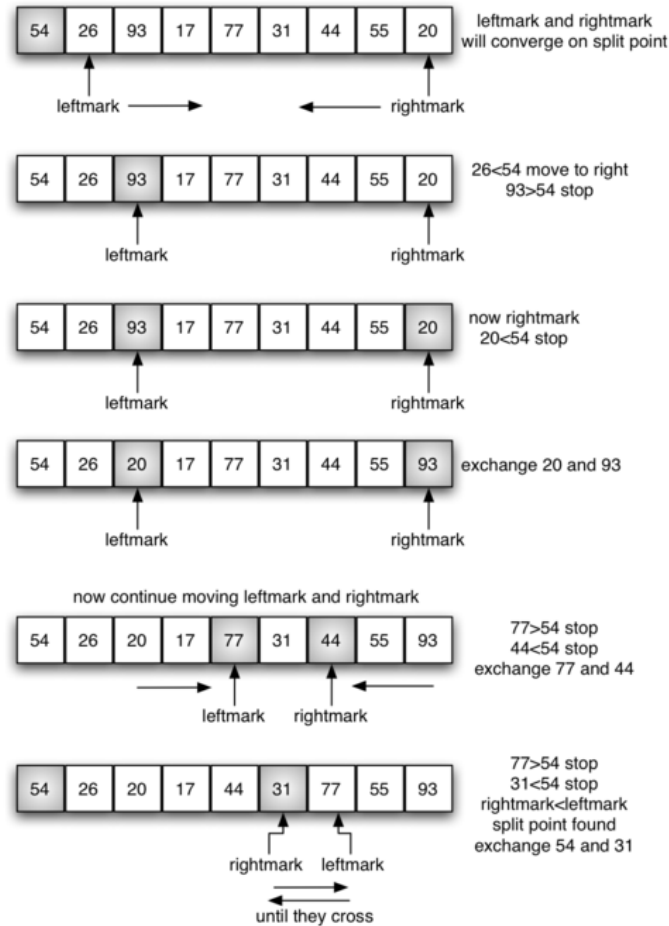 54 26 93 17 77 31 44 55 20
leftmark and rightmark
will converge on split point
leftmark rightmark
54 26 93 17 77 31 44 55 20
26<54 move to right
93>54 stop
leftmark rightmark
54 26 93 17 77 31 44 55 20
now rightmark
20<54 stop
leftmark rightmark
54 26 20 17 77 31 44 55 93
exchange 20 and 93
leftmark rightmark
now continue moving leftmark and rightmark
54 26 20 17 77 31 44 55 93
77>54 stop
44<54 stop
exchange 77 and 44
leftmark rightmark
54 26 20 17 44 31 77 55 93
77>54 stop
31<54 stop
rightmark<leftmark
split point found
exchange 54 and 31
rightmark leftmark
until they cross